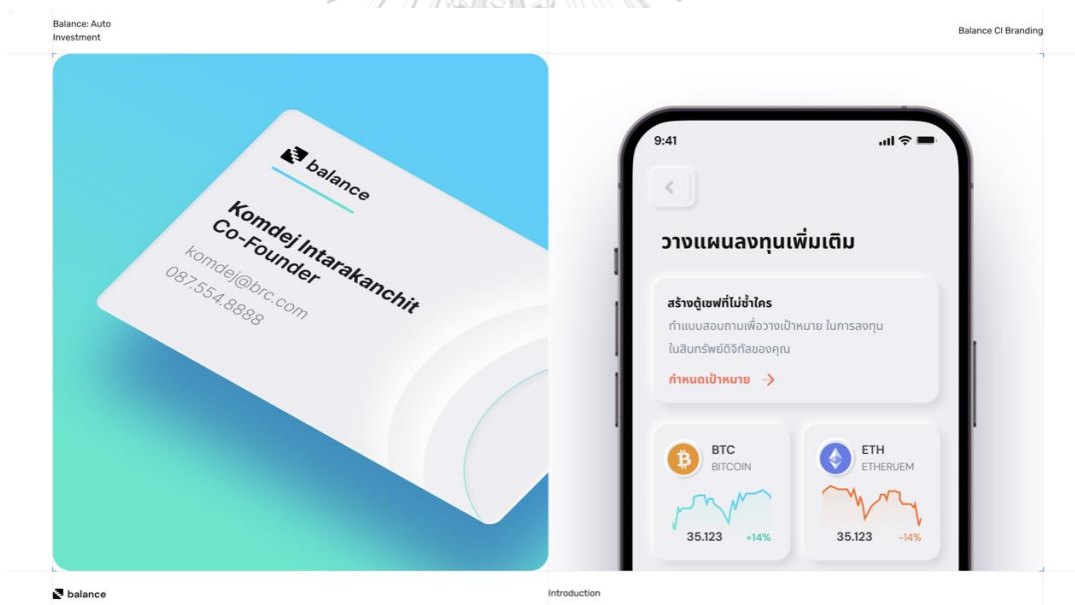 Balance: Auto
Investment
Balance CI Branding
balance
Komdej Intarakanchit
Co-Founder
komdej@brc.com
087.554.8888
9:41
วางแผนลงทุนเพิ่มเติม
สร้างตู้เซฟที่ไม่ซ้ำใคร
ทำแบบสอบถามเพื่อวางเป้าหมาย ในการลงทุน
ในสินทรัพย์ดิจิทัลของคุณ
กำหนดเป้าหมาย
BTC
BITCOIN
35.123 +14%
ETH
ETHERUEM
35.123 -14%
balance
Introduction